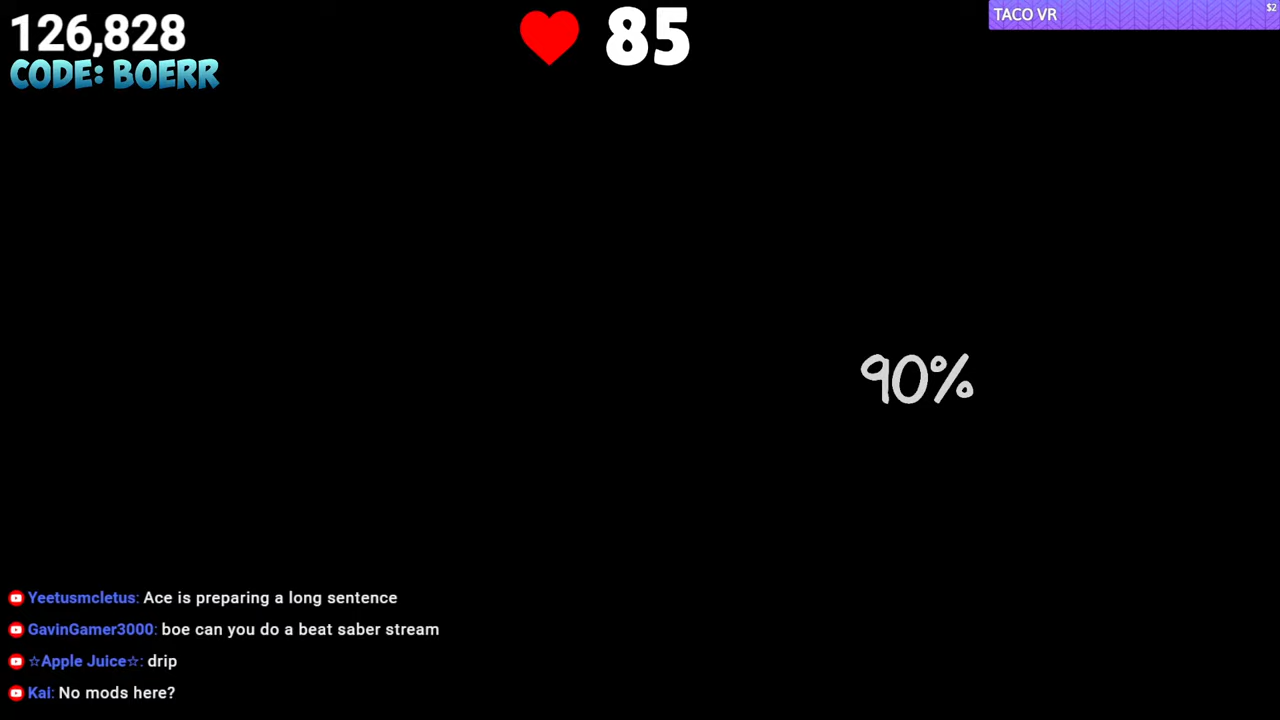 126,828
CODE: BOERR
85
TACO VR
$2
90%
Yeetusmcletus: Ace is preparing a long sentence
GavinGamer3000: boe can you do a beat saber stream
☆Apple Juice☆: drip
Kai: No mods here?